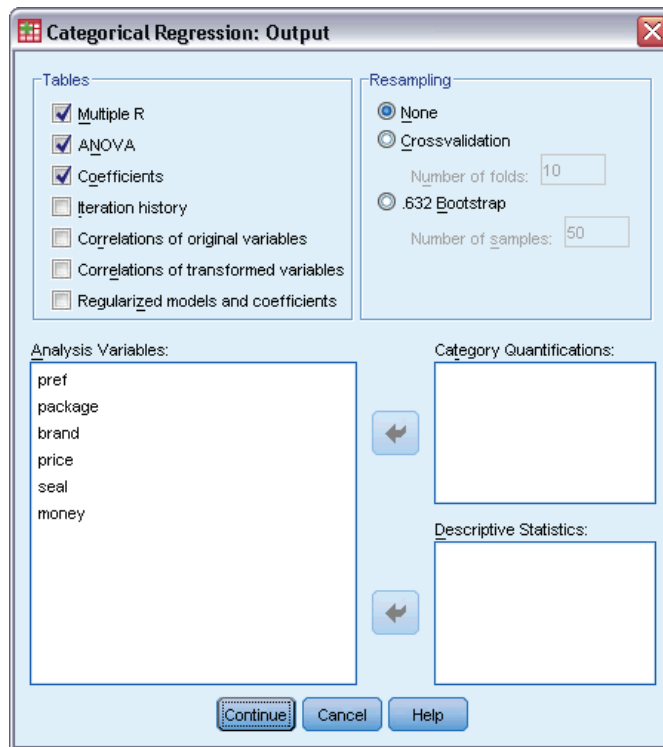 Categorical Regression: Output
Tables
Multiple R
ANOVA
Coefficients
Iteration history
Correlations of original variables
Correlations of transformed variables
Regularized models and coefficients
Resampling
None
Crossvalidation
Number of folds: 10
.632 Bootstrap
Number of samples: 50
Analysis Variables:
pref
package
brand
price
seal
money
Category Quantifications:
Descriptive Statistics:
Continue Cancel Help